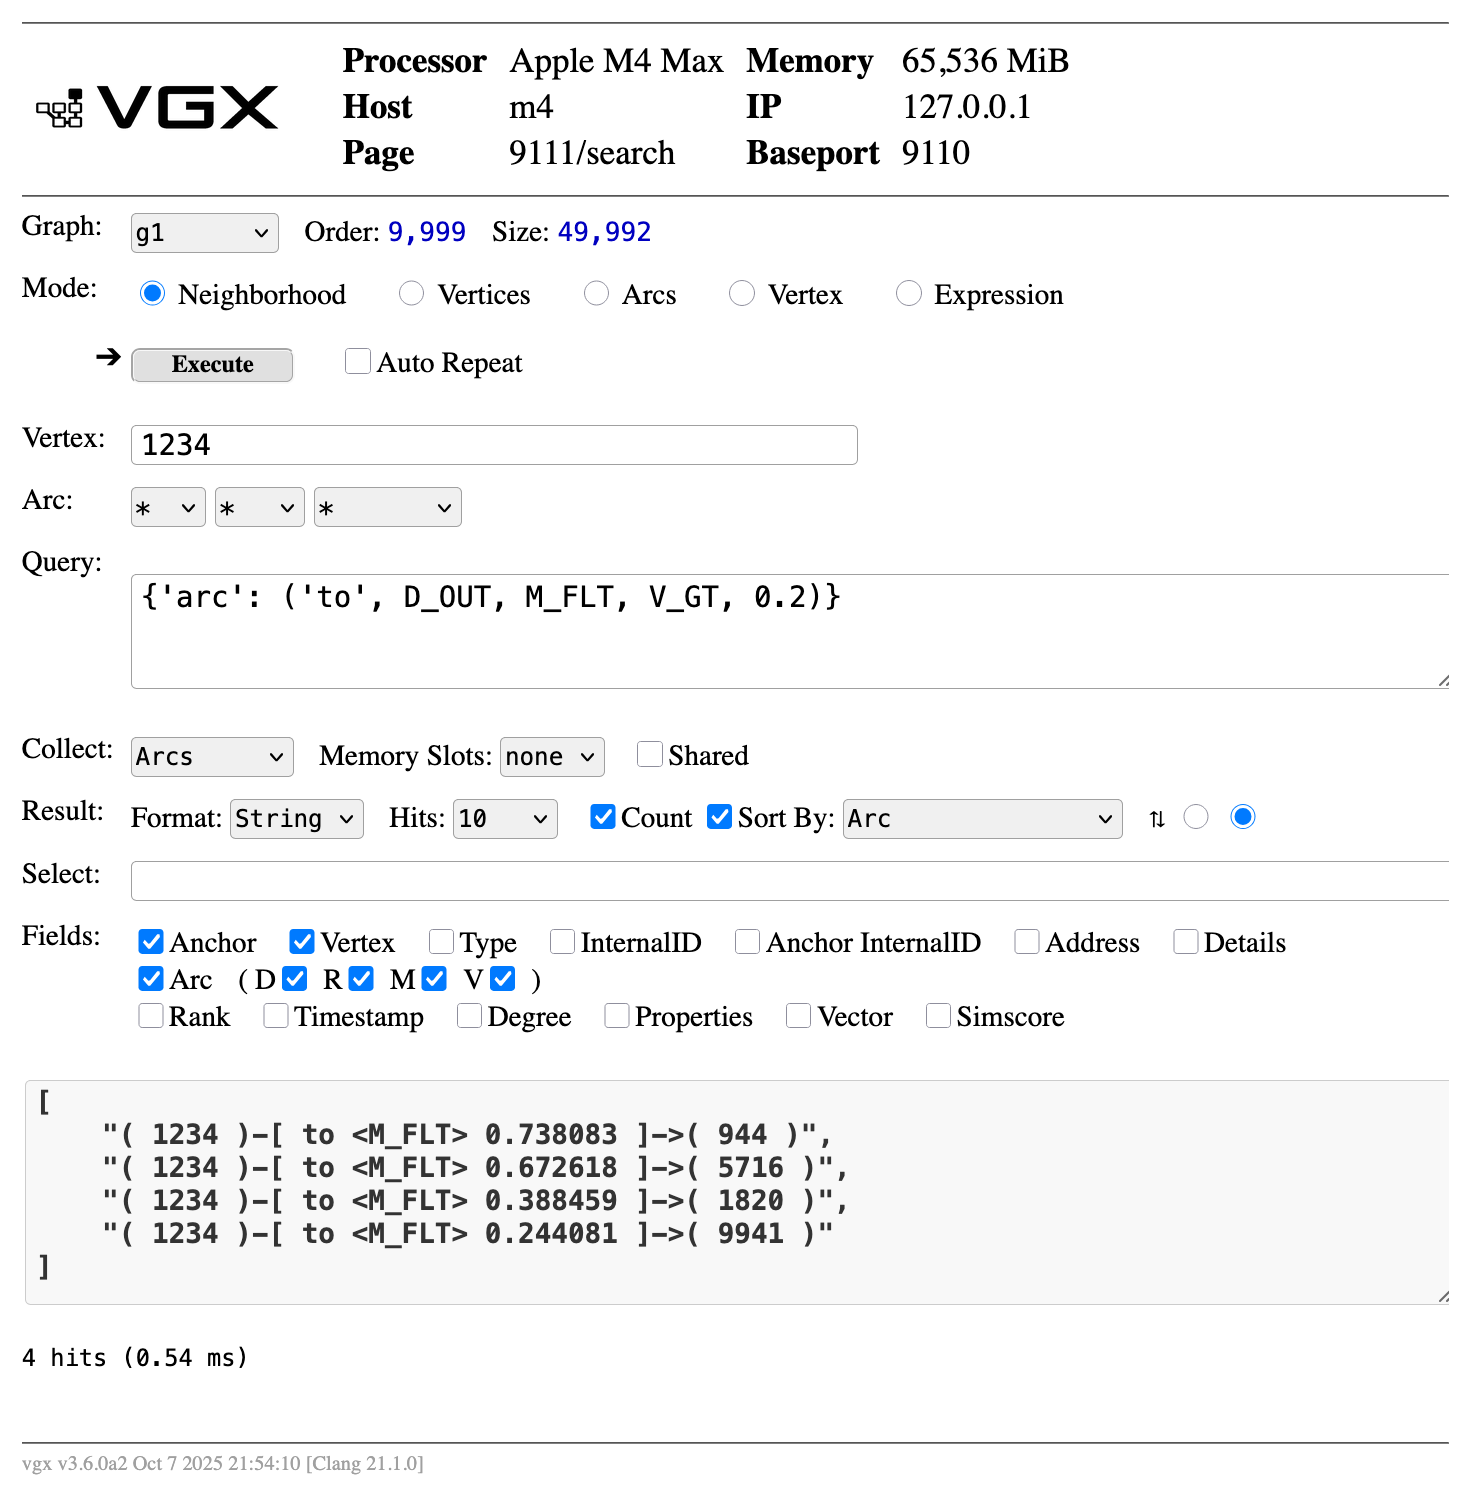 VGX
Processor Apple M4 Max Memory 65,536 MiB
Host m4 IP 127.0.0.1
Page 9111/search Baseport 9110
Graph: g1 Order: 9,999 Size: 49,992
Mode: Neighborhood Vertices Arcs Vertex Expression
➔ Execute Auto Repeat
Vertex: 1234
Arc: * * *
Query: {'arc': ('to', D_OUT, M_FLT, V_GT, 0.2)}
Collect: Arcs Memory Slots: none Shared
Result: Format: String Hits: 10 Count Sort By: Arc ⇅
Select:
Fields: Anchor Vertex Type InternalID Anchor InternalID Address Details
Arc ( D R M V )
Rank Timestamp Degree Properties Vector Simscore
[
"( 1234 )-[ to <M_FLT> 0.738083 ]->( 944 )",
"( 1234 )-[ to <M_FLT> 0.672618 ]->( 5716 )",
"( 1234 )-[ to <M_FLT> 0.388459 ]->( 1820 )",
"( 1234 )-[ to <M_FLT> 0.244081 ]->( 9941 )"
]
4 hits (0.54 ms)
vgx v3.6.0a2 Oct 7 2025 21:54:10 [Clang 21.1.0]